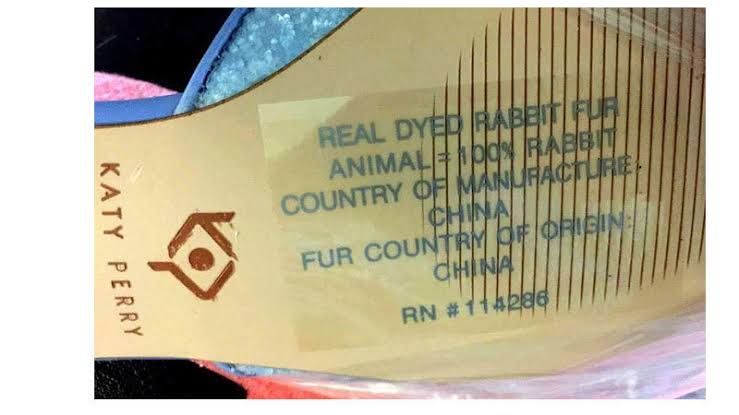 REAL DYED RABBIT FUR
ANIMAL = 100% RABBIT
COUNTRY OF MANUFACTURE:
CHINA
FUR COUNTRY OF ORIGIN:
CHINA
RN # 114286
KATY PERRY